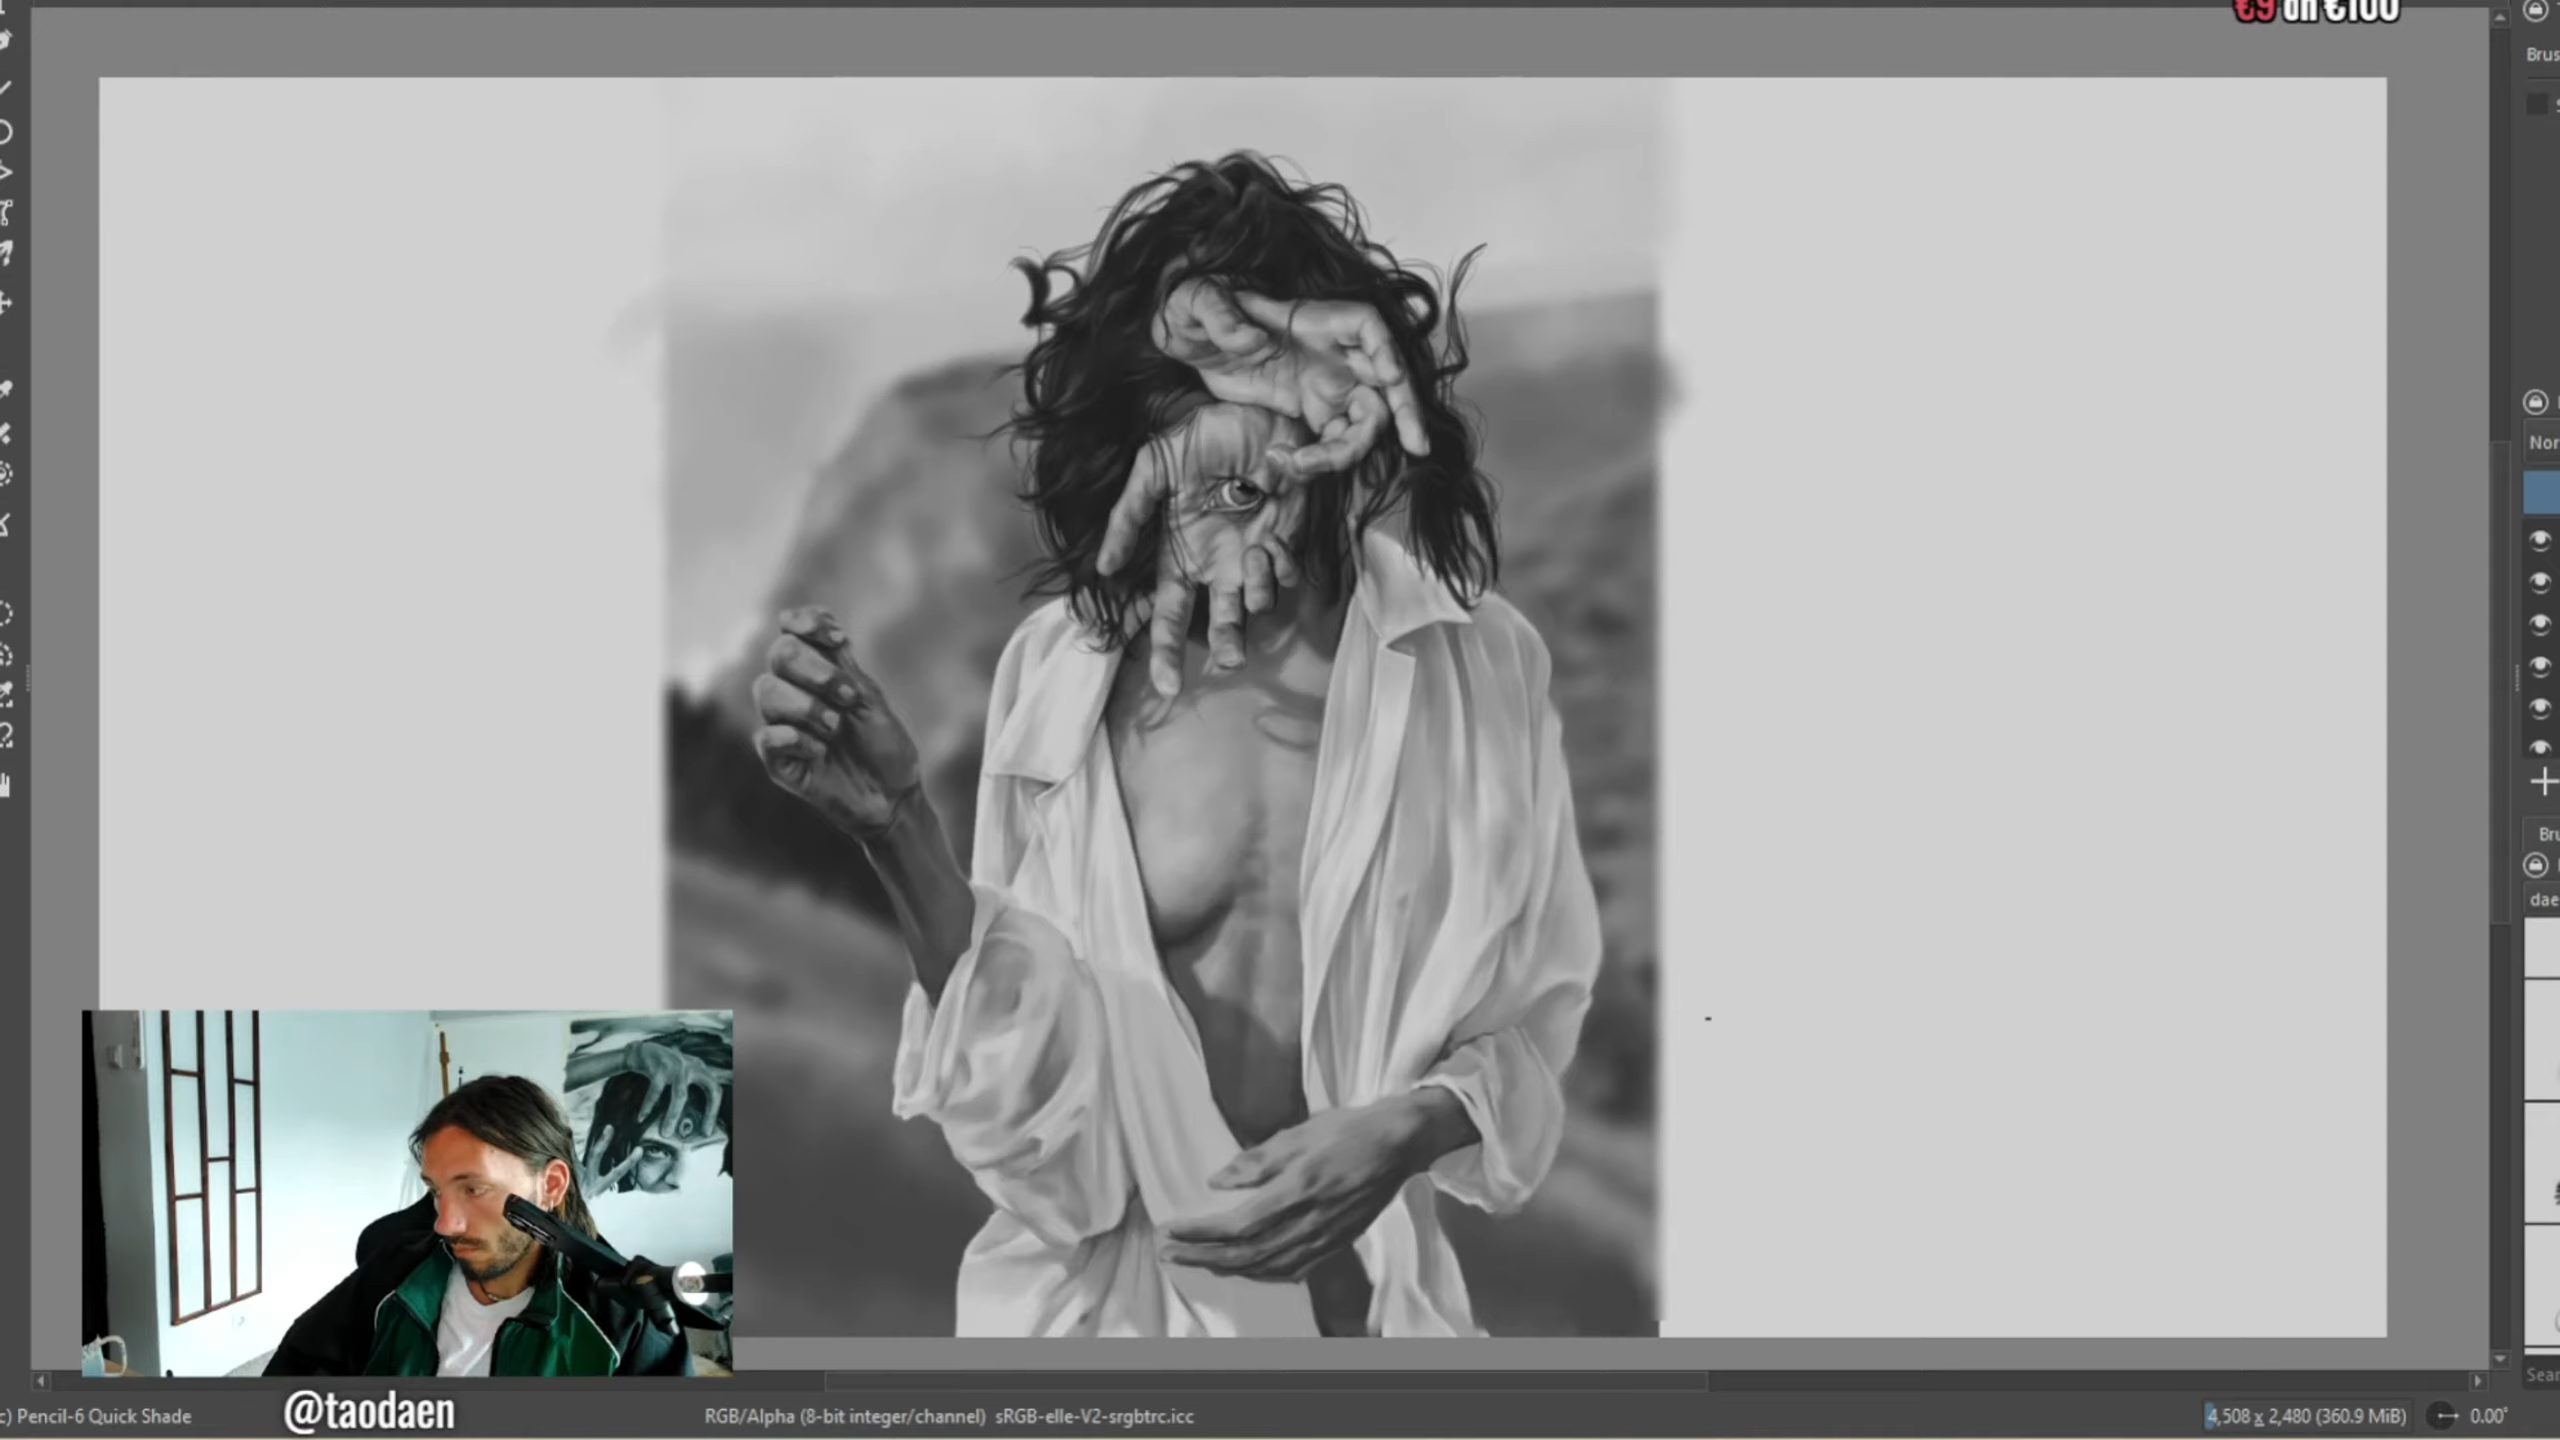 €9 on €100
Brus
Nor
Bru
dae
Sear
c) Pencil-6 Quick Shade
@taodaen
RGB/Alpha (8-bit integer/channel) sRGB-elle-V2-srgbtrc.icc
4,508 x 2,480 (360.9 MiB)
0.00°